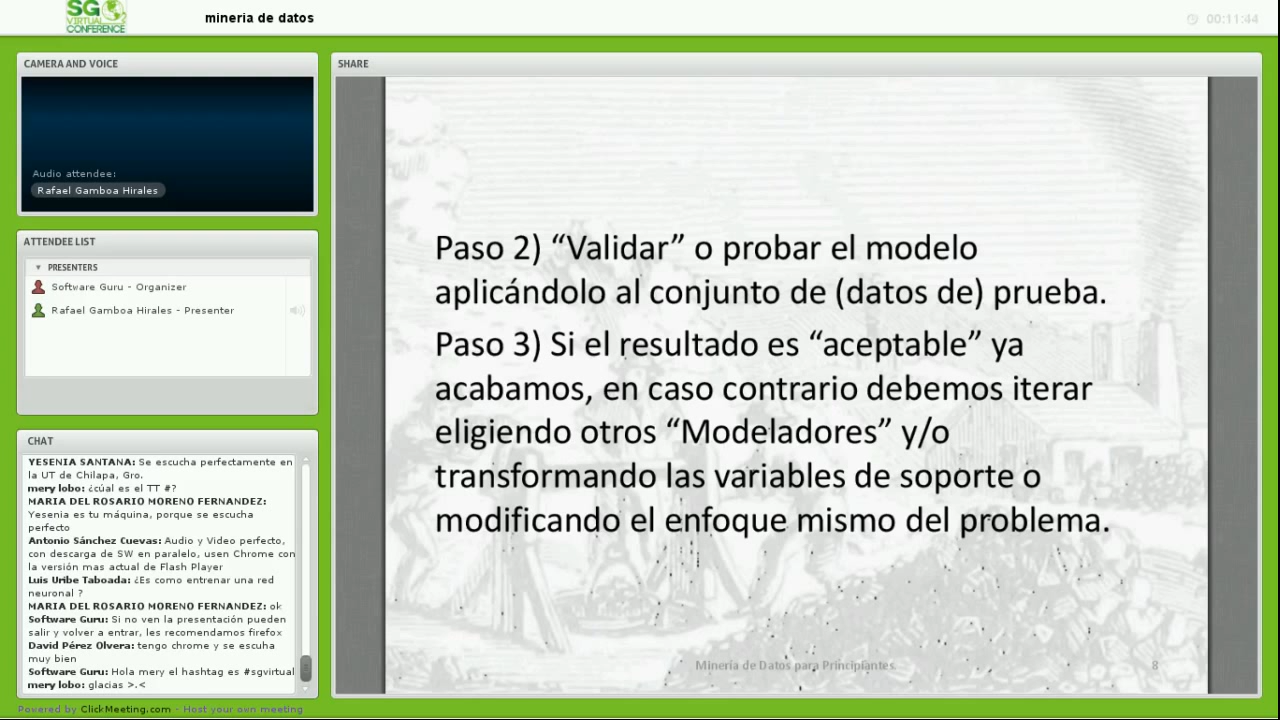 SG
VIRTUAL
CONFERENCE
mineria de datos
00:11:44
CAMERA AND VOICE
Audio attendee:
Rafael Gamboa Hirales
ATTENDEE LIST
PRESENTERS
Software Guru - Organizer
Rafael Gamboa Hirales - Presenter
CHAT
YESENIA SANTANA: Se escucha perfectamente en
la UT de Chilapa, Gro.
mery lobo: ¿cúal es el TT #?
MARIA DEL ROSARIO MORENO FERNANDEZ:
Yesenia es tu máquina, porque se escucha
perfecto
Antonio Sánchez Cuevas: Audio y Video perfecto,
con descarga de SW en paralelo, usen Chrome con
la versión mas actual de Flash Player
Luis Uribe Taboada: ¿Es como entrenar una red
neuronal ?
MARIA DEL ROSARIO MORENO FERNANDEZ: ok
Software Guru: Si no ven la presentación pueden
salir y volver a entrar, les recomendamos firefox
David Pérez Olvera: tengo chrome y se escuha
muy bien
Software Guru: Hola mery el hashtag es #sgvirtual
mery lobo: glacias >.<
Powered by ClickMeeting.com - Host your own meeting
SHARE
Paso 2) “Validar” o probar el modelo
aplicándolo al conjunto de (datos de) prueba.
Paso 3) Si el resultado es “aceptable” ya
acabamos, en caso contrario debemos iterar
eligiendo otros “Modeladores” y/o
transformando las variables de soporte o
modificando el enfoque mismo del problema.
Mineria de Datos para Principiantes.
8